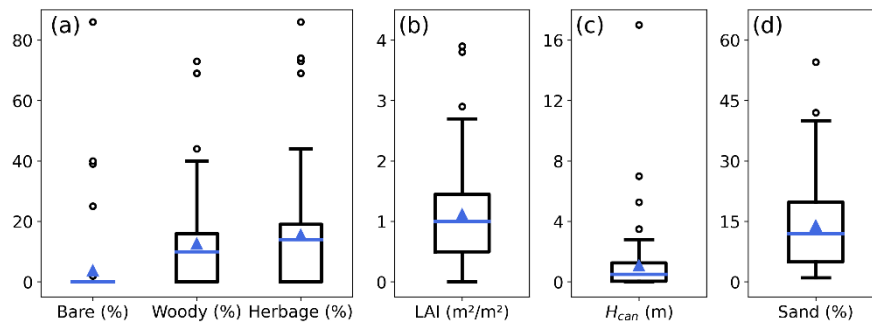 (a) (b) (c) (d)
80 4 16 60
60 3 12 45
40 2 8 30
20 1 4 15
0 0 0 0
Bare (%) Woody (%) Herbage (%) LAI (m²/m²) H_can (m) Sand (%)